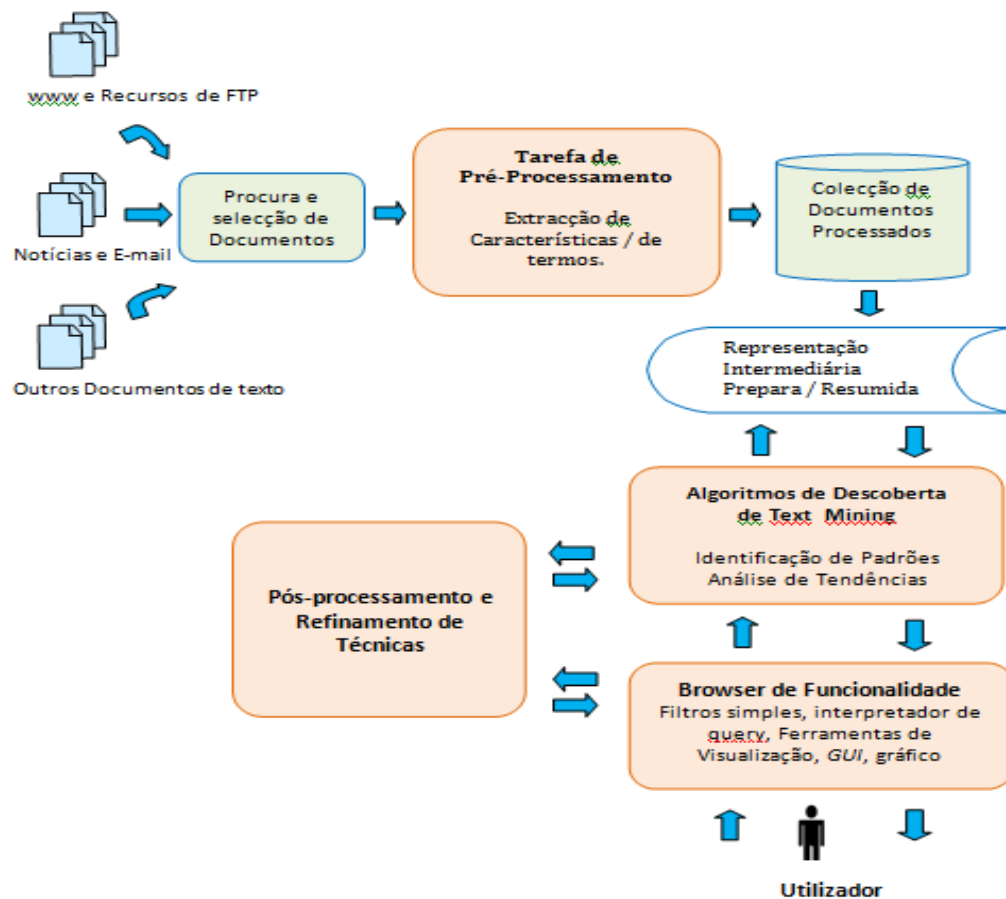 www e Recursos de FTP
Notícias e E-mail
Outros Documentos de texto
Procura e
selecção de
Documentos
Tarefa de
Pré-Processamento
Extracção de
Características / de
termos.
Colecção de
Documentos
Processados
Representação
Intermediária
Prepara / Resumida
Algoritmos de Descoberta
de Text Mining
Identificação de Padrões
Análise de Tendências
Pós-processamento e
Refinamento de
Técnicas
Browser de Funcionalidade
Filtros simples, interpretador de
query, Ferramentas de
Visualização, GUI, gráfico
Utilizador